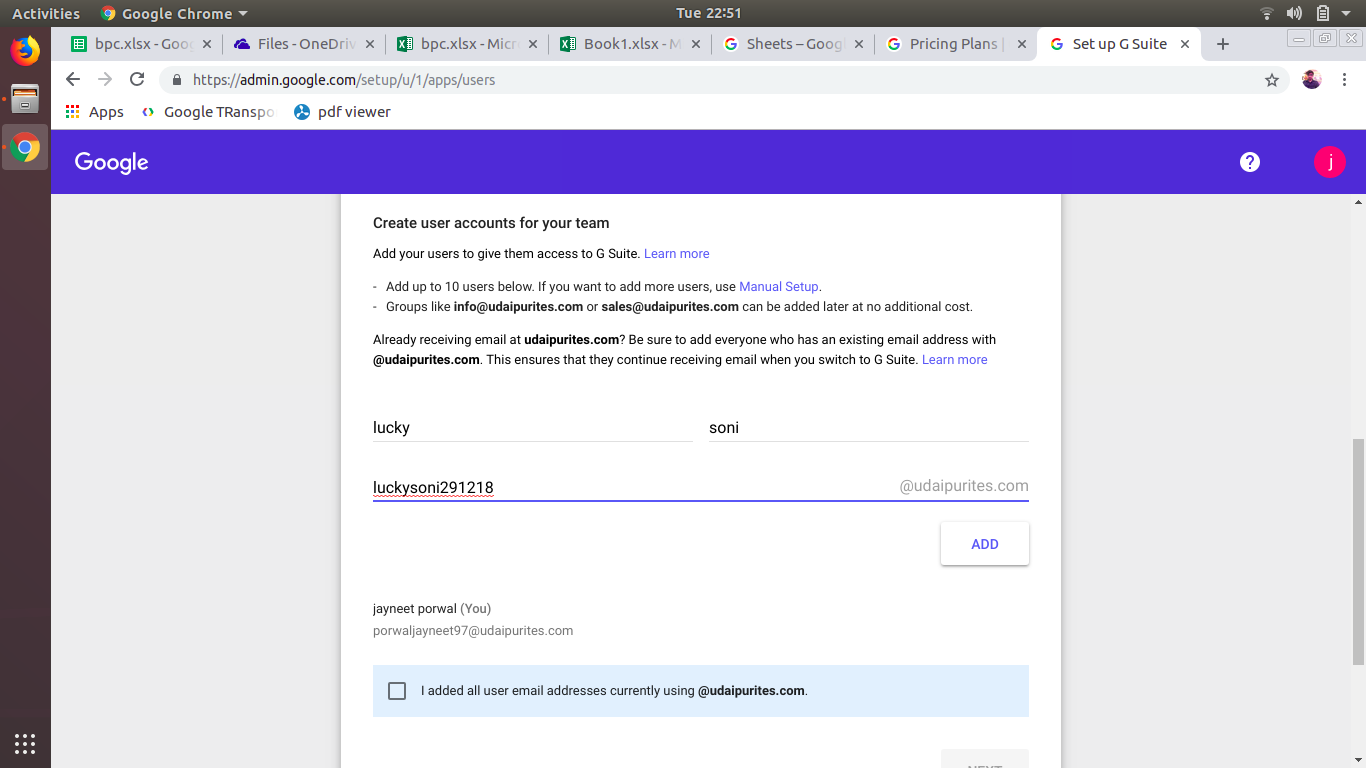 Activities Google Chrome Tue 22:51
bpc.xlsx - Goo Files - OneDriv bpc.xlsx - Micr Book1.xlsx - M Sheets – Googl Pricing Plans | Set up G Suite
https://admin.google.com/setup/u/1/apps/users
Apps Google TRanspo pdf viewer
Google j
Create user accounts for your team
Add your users to give them access to G Suite. Learn more
- Add up to 10 users below. If you want to add more users, use Manual Setup.
- Groups like info@udaipurites.com or sales@udaipurites.com can be added later at no additional cost.
Already receiving email at udaipurites.com? Be sure to add everyone who has an existing email address with
@udaipurites.com. This ensures that they continue receiving email when you switch to G Suite. Learn more
lucky soni
luckysoni291218 @udaipurites.com
ADD
jayneet porwal (You)
porwaljayneet97@udaipurites.com
I added all user email addresses currently using @udaipurites.com.